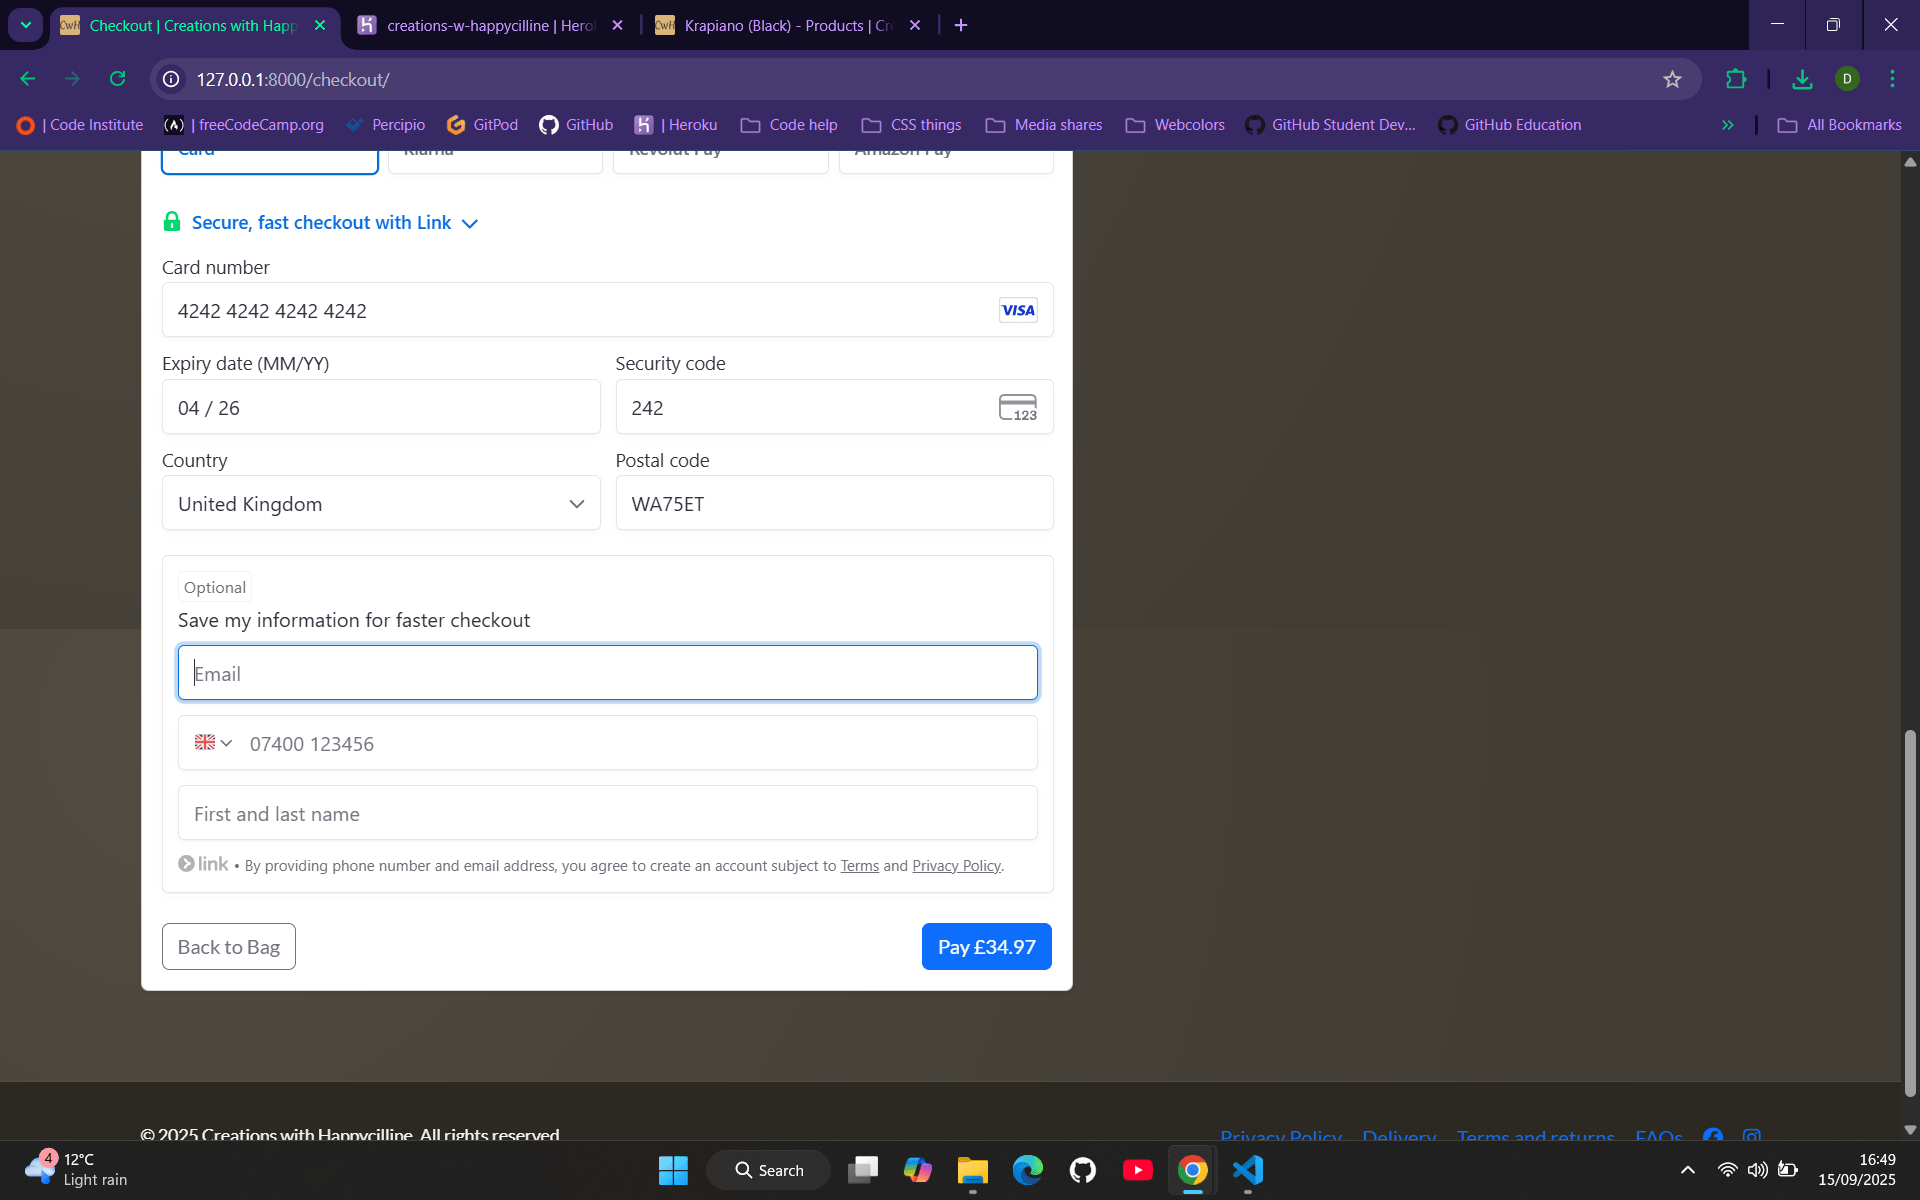 Checkout | Creations with Happ
creations-w-happycilline | Hero
Krapiano (Black) - Products | Cr
127.0.0.1:8000/checkout/
D
| Code Institute
| freeCodeCamp.org
Percipio
GitPod
GitHub
| Heroku
Code help
CSS things
Media shares
Webcolors
GitHub Student Dev...
GitHub Education
All Bookmarks
Card
Klarna
Revolut Pay
Amazon Pay
Secure, fast checkout with Link
Card number
4242 4242 4242 4242
VISA
Expiry date (MM/YY)
Security code
04 / 26
242
123
Country
Postal code
United Kingdom
WA75ET
Optional
Save my information for faster checkout
Email
07400 123456
First and last name
link • By providing phone number and email address, you agree to create an account subject to Terms and Privacy Policy.
Back to Bag
Pay £34.97
© 2025 Creations with Happycilline. All rights reserved
Privacy Policy
Delivery
Terms and returns
FAQs
4
12°C
Light rain
Search
16:49
15/09/2025